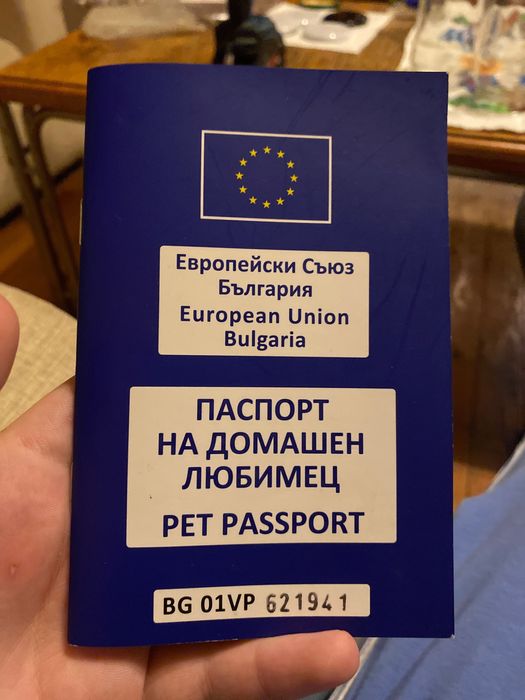 Европейски Съюз
България
European Union
Bulgaria
ПАСПОРТ
НА ДОМАШЕН
ЛЮБИМЕЦ
PET PASSPORT
BG 01VP 621941